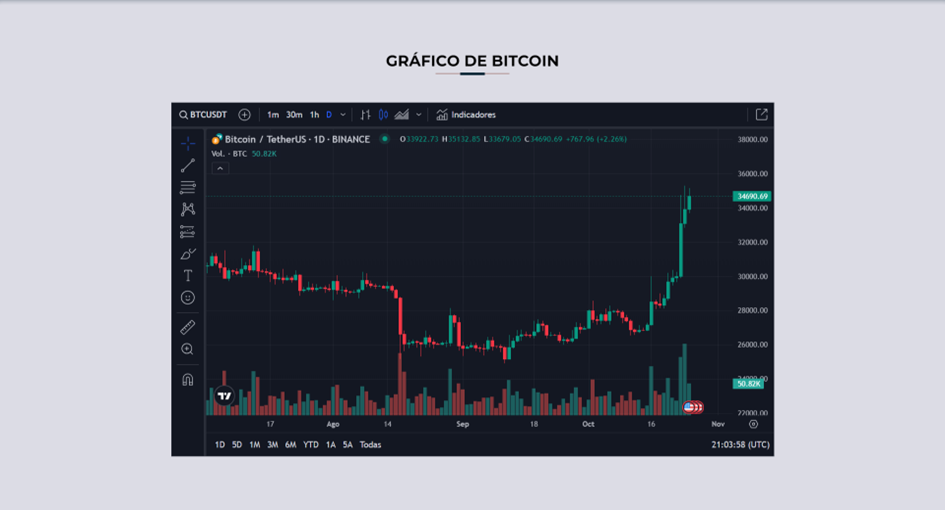 GRÁFICO DE BITCOIN
BTCUSDT 1m 30m 1h D Indicadores
Bitcoin / TetherUS · 1D · BINANCE O33922.73 H35132.85 L33679.05 C34690.69 +767.96 (+2.26%)
Vol. · BTC 50.82K
38000.00
36000.00
34690.69
34000.00
32000.00
30000.00
28000.00
26000.00
24000.00
50.82K
22000.00
17 Ago 14 Sep 18 Oct 16 Nov
1D 5D 1M 3M 6M YTD 1A 5A Todas 21:03:58 (UTC)